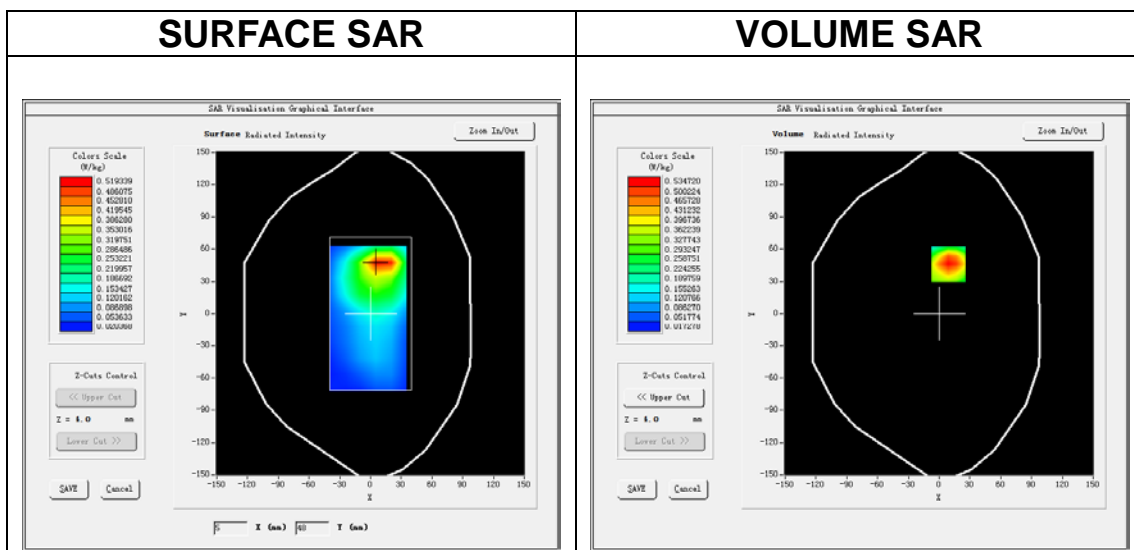 SURFACE SAR
SAR Visualisation Graphical Interface
Surface Radiated Intensity
Zoom In/Out
Colors Scale
(W/kg)
0.519339
0.486075
0.452810
0.419545
0.386280
0.353016
0.319751
0.286486
0.253221
0.219957
0.186692
0.153427
0.120162
0.086898
0.053633
0.020368
Z-Cuts Control
<< Upper Cut
Z = 4.0 mm
Lower Cut >>
SAVE Cancel
150
120
90
60
30
0
-30
-60
-90
-120
-150
Y
-150 -120 -90 -60 -30 0 30 60 90 120 150
X
5 X (mm) 48 Y (mm)
VOLUME SAR
SAR Visualisation Graphical Interface
Volume Radiated Intensity
Zoom In/Out
Colors Scale
(W/kg)
0.534720
0.500224
0.465728
0.431232
0.396736
0.362239
0.327743
0.293247
0.258751
0.224255
0.189759
0.155263
0.120766
0.086270
0.051774
0.017278
Z-Cuts Control
<< Upper Cut
Z = 4.0 mm
Lower Cut >>
SAVE Cancel
150
120
90
60
30
0
-30
-60
-90
-120
-150
Y
-150 -120 -90 -60 -30 0 30 60 90 120 150
X